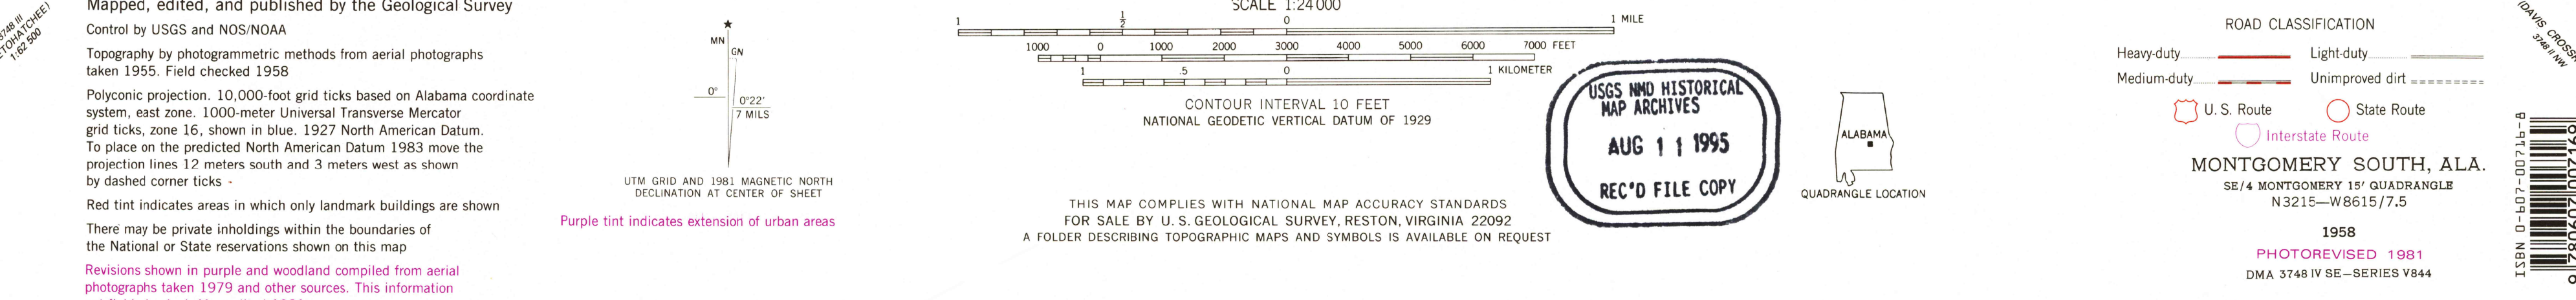 3748 III
1:62 500
Mapped, edited, and published by the Geological Survey
Control by USGS and NOS/NOAA
Topography by photogrammetric methods from aerial photographs
taken 1955. Field checked 1958
Polyconic projection. 10,000-foot grid ticks based on Alabama coordinate
system, east zone. 1000-meter Universal Transverse Mercator
grid ticks, zone 16, shown in blue. 1927 North American Datum.
To place on the predicted North American Datum 1983 move the
projection lines 12 meters south and 3 meters west as shown
by dashed corner ticks
Red tint indicates areas in which only landmark buildings are shown
There may be private inholdings within the boundaries of
the National or State reservations shown on this map
Revisions shown in purple and woodland compiled from aerial
photographs taken 1979 and other sources. This information
MN
GN
0°
0°22'
7 MILS
UTM GRID AND 1981 MAGNETIC NORTH
DECLINATION AT CENTER OF SHEET
Purple tint indicates extension of urban areas
SCALE 1:24 000
1 ½ 0 1 MILE
1000 0 1000 2000 3000 4000 5000 6000 7000 FEET
1 .5 0 1 KILOMETER
CONTOUR INTERVAL 10 FEET
NATIONAL GEODETIC VERTICAL DATUM OF 1929
THIS MAP COMPLIES WITH NATIONAL MAP ACCURACY STANDARDS
FOR SALE BY U. S. GEOLOGICAL SURVEY, RESTON, VIRGINIA 22092
A FOLDER DESCRIBING TOPOGRAPHIC MAPS AND SYMBOLS IS AVAILABLE ON REQUEST
USGS NMD HISTORICAL
MAP ARCHIVES
AUG 1 1 1995
REC'D FILE COPY
ALABAMA
QUADRANGLE LOCATION
ROAD CLASSIFICATION
Heavy-duty Light-duty
Medium-duty Unimproved dirt
U. S. Route State Route
Interstate Route
MONTGOMERY SOUTH, ALA.
SE/4 MONTGOMERY 15' QUADRANGLE
N3215—W8615/7.5
1958
PHOTOREVISED 1981
DMA 3748 IV SE—SERIES V844
(DAVIS
3748 II NW
ISBN 0-607-00716-8